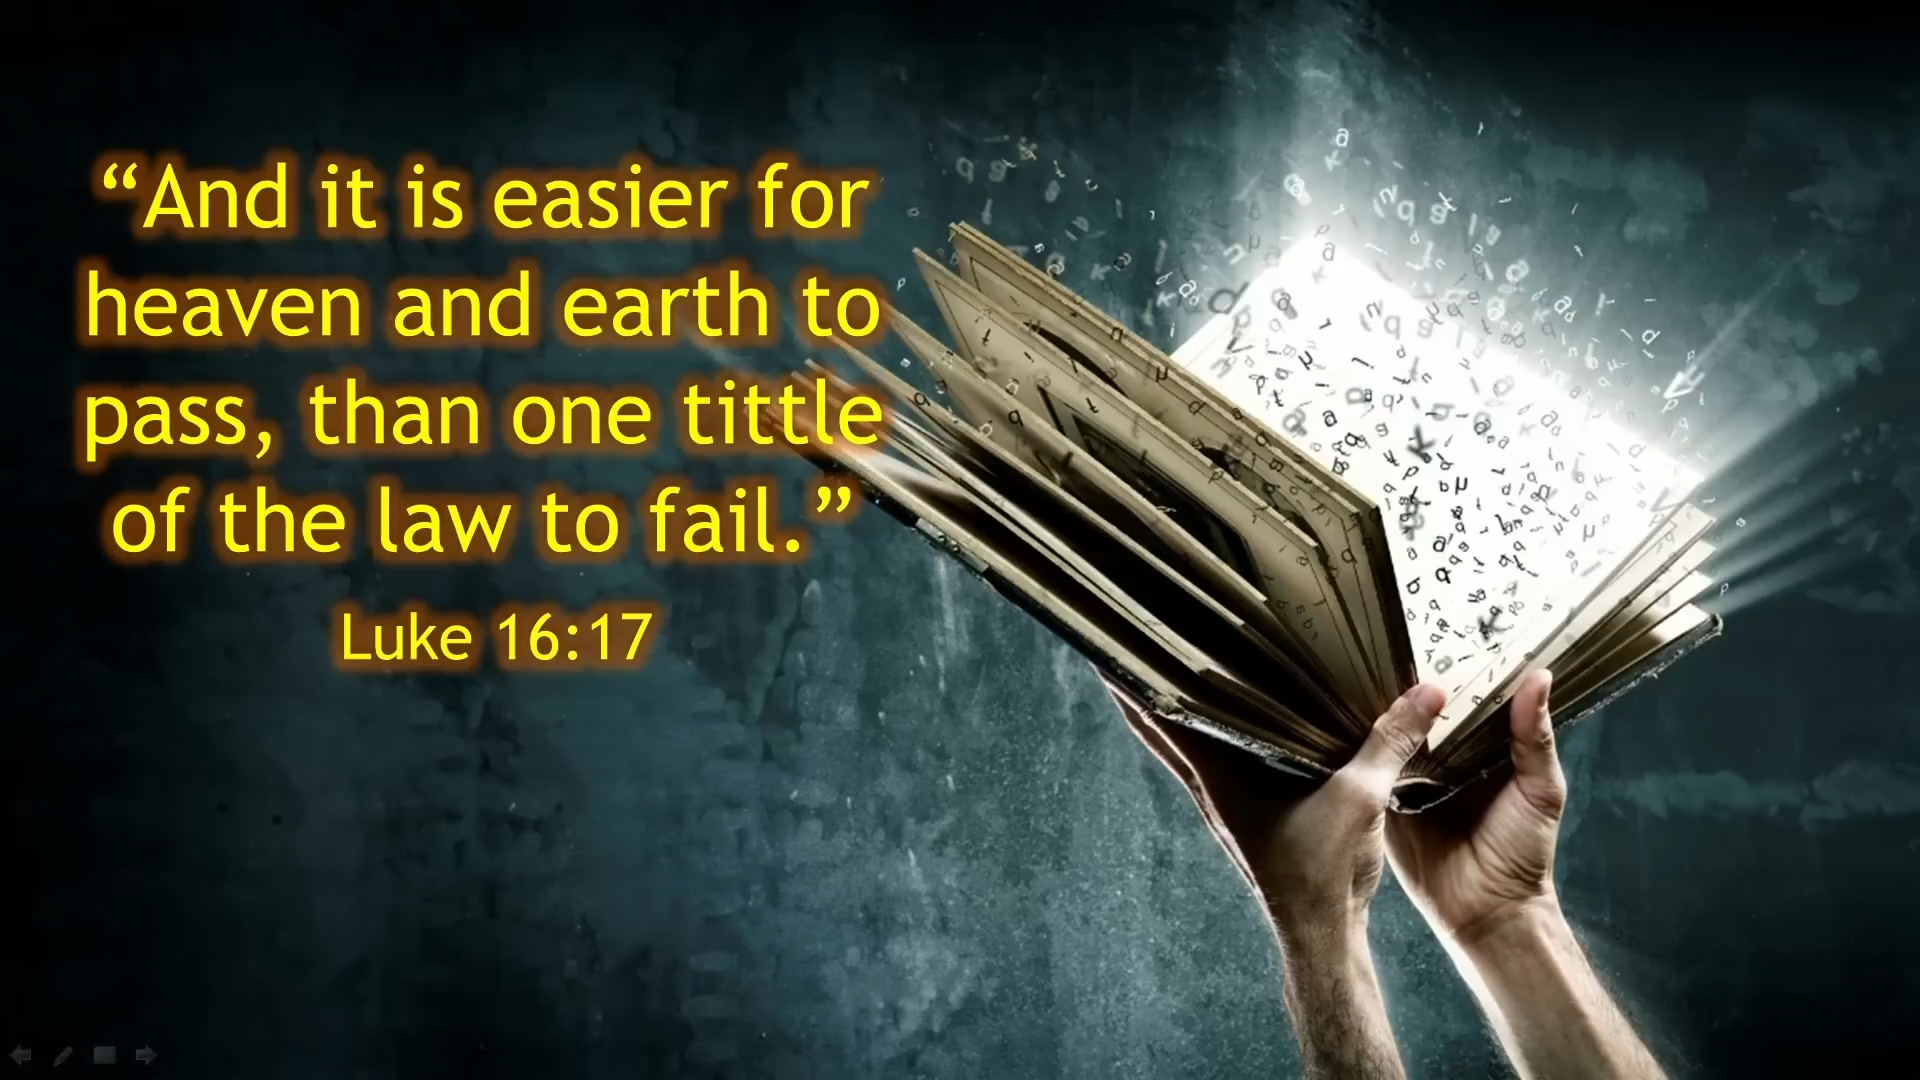 “And it is easier for
heaven and earth to
pass, than one tittle
of the law to fail.”
Luke 16:17